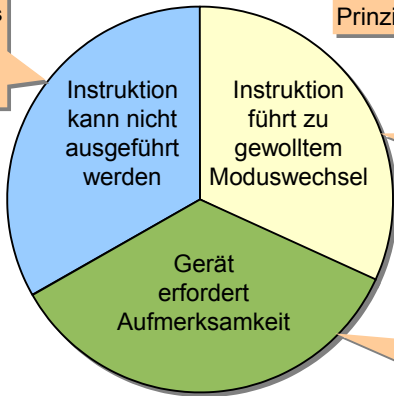 s
Prinzi
Instruktion
kann nicht
ausgeführt
werden
Instruktion
führt zu
gewolltem
Moduswechsel
Gerät
erfordert
Aufmerksamkeit